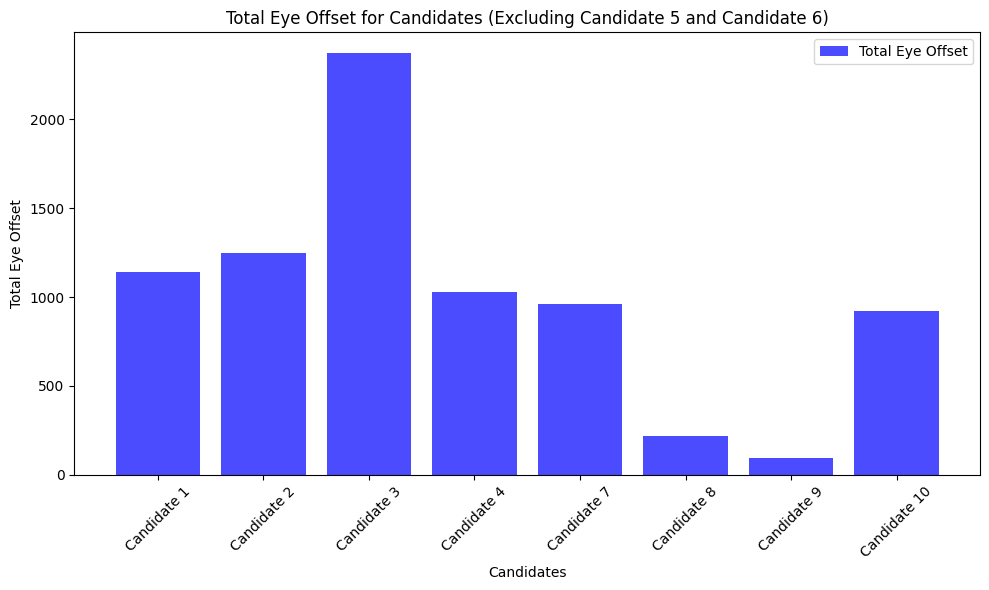 Total Eye Offset for Candidates (Excluding Candidate 5 and Candidate 6)
Total Eye Offset
Total Eye Offset
2000
1500
1000
500
0
Candidate 1
Candidate 2
Candidate 3
Candidate 4
Candidate 7
Candidate 8
Candidate 9
Candidate 10
Candidates